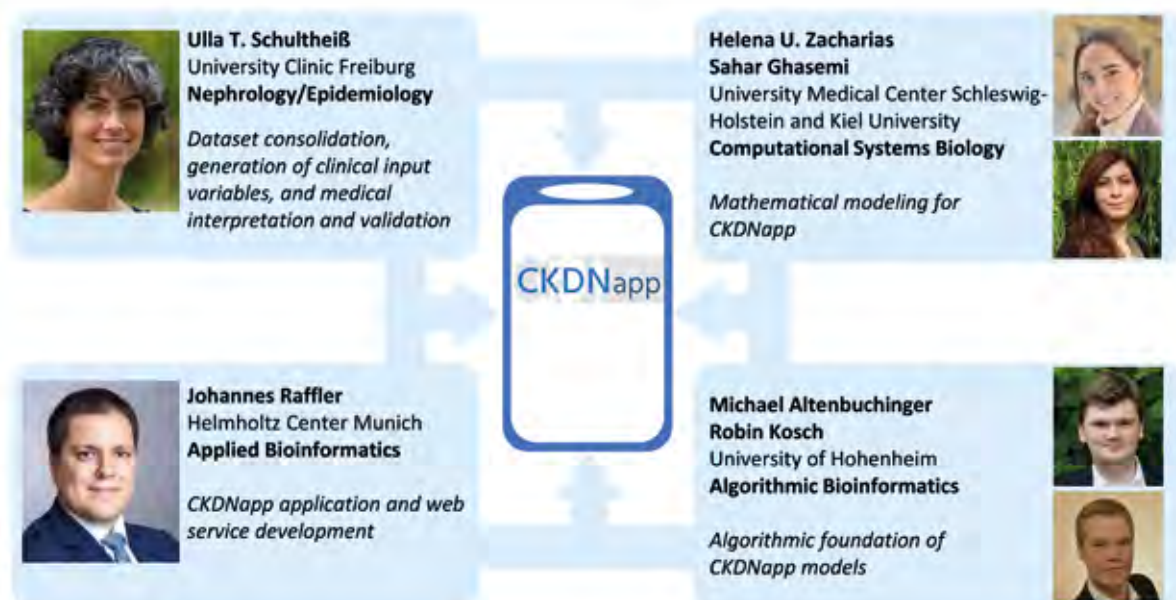 Ulla T. Schultheiß
University Clinic Freiburg
Nephrology/Epidemiology
Dataset consolidation,
generation of clinical input
variables, and medical
interpretation and validation
Helena U. Zacharias
Sahar Ghasemi
University Medical Center Schleswig-
Holstein and Kiel University
Computational Systems Biology
Mathematical modeling for
CKDNapp
CKDNapp
Johannes Raffler
Helmholtz Center Munich
Applied Bioinformatics
CKDNapp application and web
service development
Michael Altenbuchinger
Robin Kosch
University of Hohenheim
Algorithmic Bioinformatics
Algorithmic foundation of
CKDNapp models